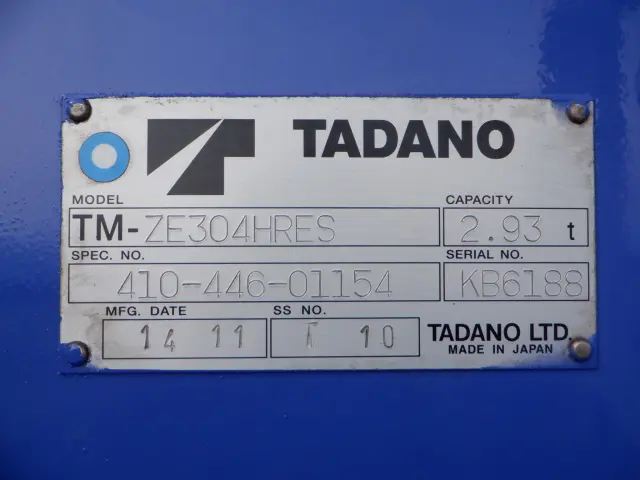 TADANO
MODEL CAPACITY
TM-ZE304HRES 2.93 t
SPEC. NO. SERIAL NO.
410-446-01154 KB6188
MFG. DATE SS NO.
14 11 10
TADANO LTD.
MADE IN JAPAN